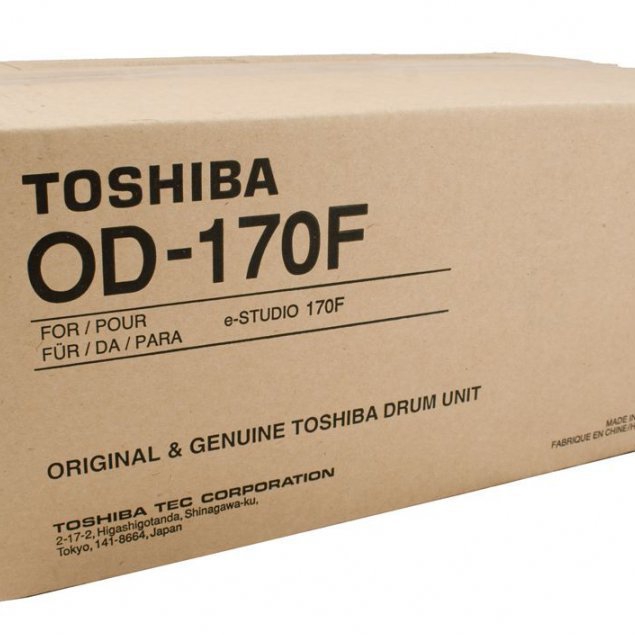 TOSHIBA
OD-170F
FOR / POUR
FÜR / DA / PARA
e-STUDIO 170F
ORIGINAL & GENUINE TOSHIBA DRUM UNIT
MADE IN
FABRIQUE EN CHINE/H
TOSHIBA TEC CORPORATION
2-17-2, Higashigotanda, Shinagawa-ku,
Tokyo, 141-8664, Japan